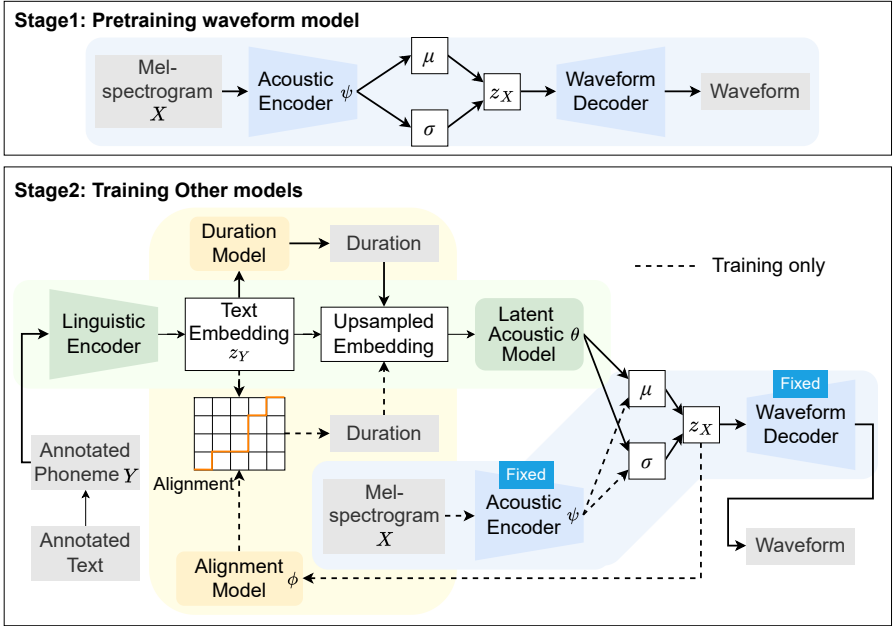 Stage1: Pretraining waveform model
Mel-
spectrogram
X
Acoustic
Encoder ψ
μ
σ
z_X
Waveform
Decoder
Waveform
Stage2: Training Other models
Duration
Model
Duration
Training only
Linguistic
Encoder
Text
Embedding
z_Y
Upsampled
Embedding
Latent
Acoustic θ
Model
μ
σ
z_X
Fixed
Waveform
Decoder
Annotated
Phoneme Y
Alignment
Duration
Fixed
Mel-
spectrogram
X
Acoustic
Encoder ψ
Annotated
Text
Alignment
Model ϕ
Waveform